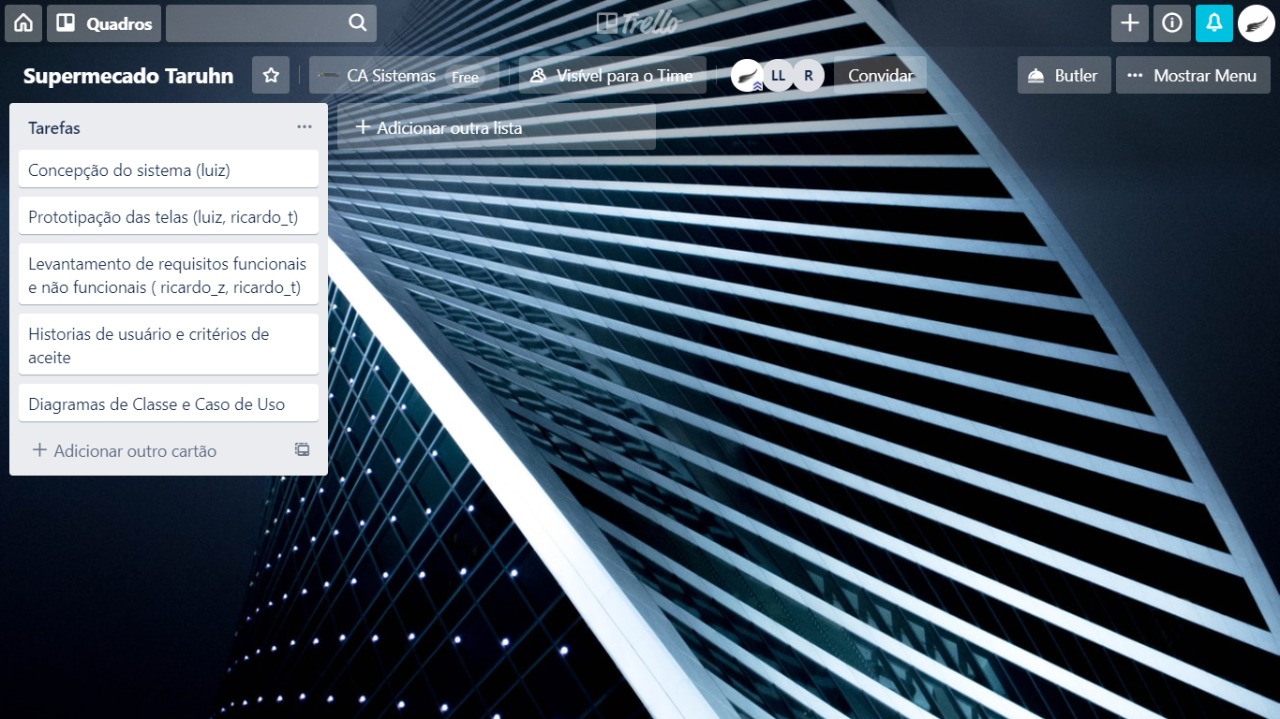 Quadros
Trello
Supermecado Taruhn
CA Sistemas Free
Visível para o Time
LL
R
Convidar
Butler
Mostrar Menu
Tarefas
Concepção do sistema (luiz)
Prototipação das telas (luiz, ricardo_t)
Levantamento de requisitos funcionais
e não funcionais ( ricardo_z, ricardo_t)
Historias de usuário e critérios de
aceite
Diagramas de Classe e Caso de Uso
Adicionar outro cartão
Adicionar outra lista